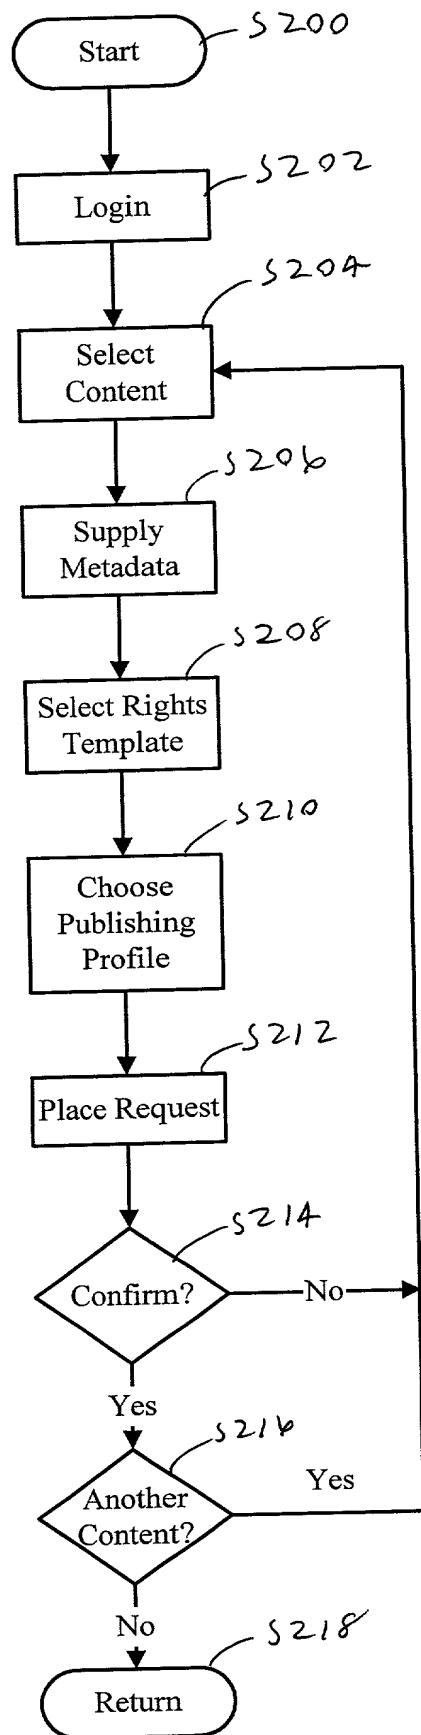 S200
Start
S202
Login
S204
Select
Content
S206
Supply
Metadata
S208
Select Rights
Template
S210
Choose
Publishing
Profile
S212
Place Request
S214
Confirm?
No
Yes
S216
Another
Content?
Yes
No
S218
Return